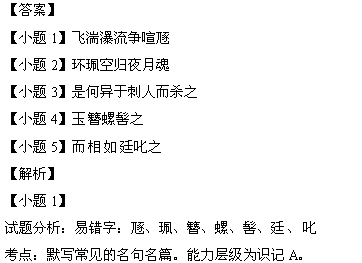 【答案】
【小题 1】飞湍瀑流争喧豗
【小题 2】环珮空归夜月魂
【小题 3】是何异于刺人而杀之
【小题 4】玉簪螺髻之
【小题 5】而相如廷叱之
【解析】
【小题 1】
试题分析：易错字：豗、珮、簪、螺、髻、廷、叱
考点：默写常见的名句名篇。能力层级为识记 A。